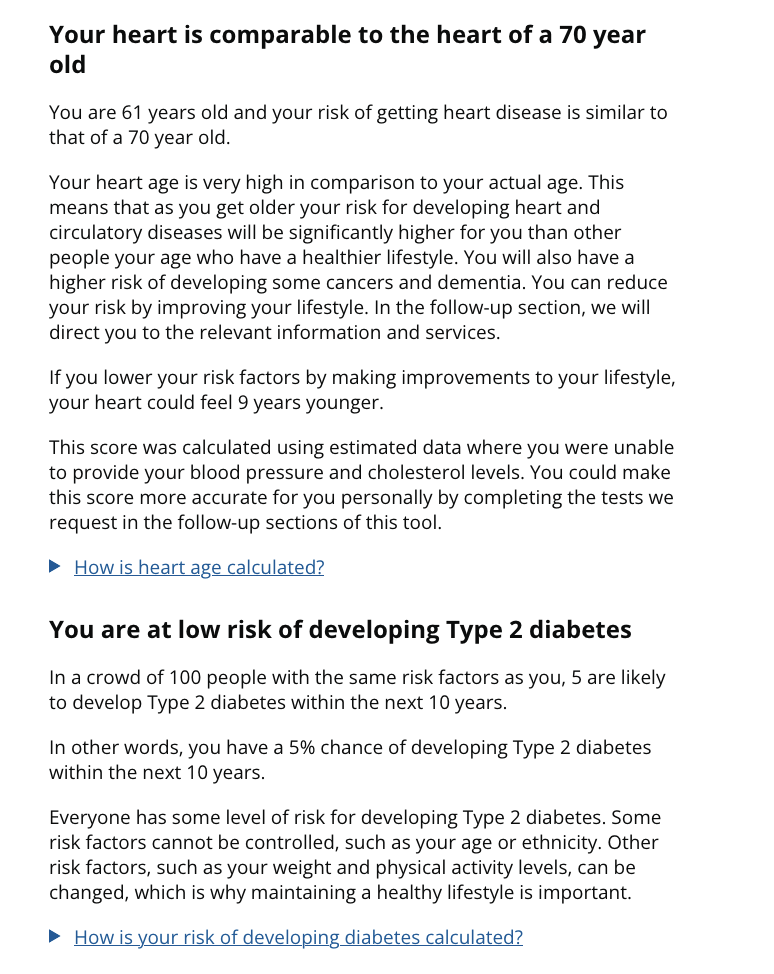 Your heart is comparable to the heart of a 70 year
old
You are 61 years old and your risk of getting heart disease is similar to
that of a 70 year old.
Your heart age is very high in comparison to your actual age. This
means that as you get older your risk for developing heart and
circulatory diseases will be significantly higher for you than other
people your age who have a healthier lifestyle. You will also have a
higher risk of developing some cancers and dementia. You can reduce
your risk by improving your lifestyle. In the follow-up section, we will
direct you to the relevant information and services.
If you lower your risk factors by making improvements to your lifestyle,
your heart could feel 9 years younger.
This score was calculated using estimated data where you were unable
to provide your blood pressure and cholesterol levels. You could make
this score more accurate for you personally by completing the tests we
request in the follow-up sections of this tool.
How is heart age calculated?
You are at low risk of developing Type 2 diabetes
In a crowd of 100 people with the same risk factors as you, 5 are likely
to develop Type 2 diabetes within the next 10 years.
In other words, you have a 5% chance of developing Type 2 diabetes
within the next 10 years.
Everyone has some level of risk for developing Type 2 diabetes. Some
risk factors cannot be controlled, such as your age or ethnicity. Other
risk factors, such as your weight and physical activity levels, can be
changed, which is why maintaining a healthy lifestyle is important.
How is your risk of developing diabetes calculated?